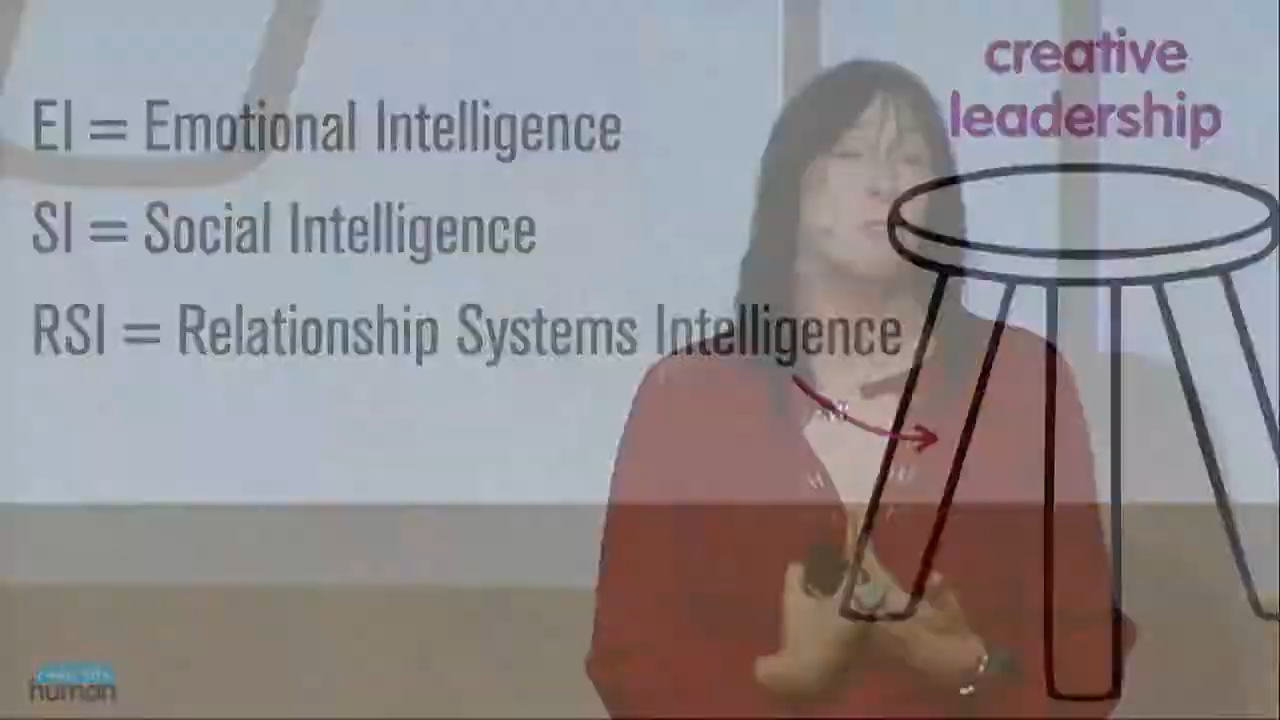 creative
leadership
EI = Emotional Intelligence
SI = Social Intelligence
RSI = Relationship Systems Intelligence
human